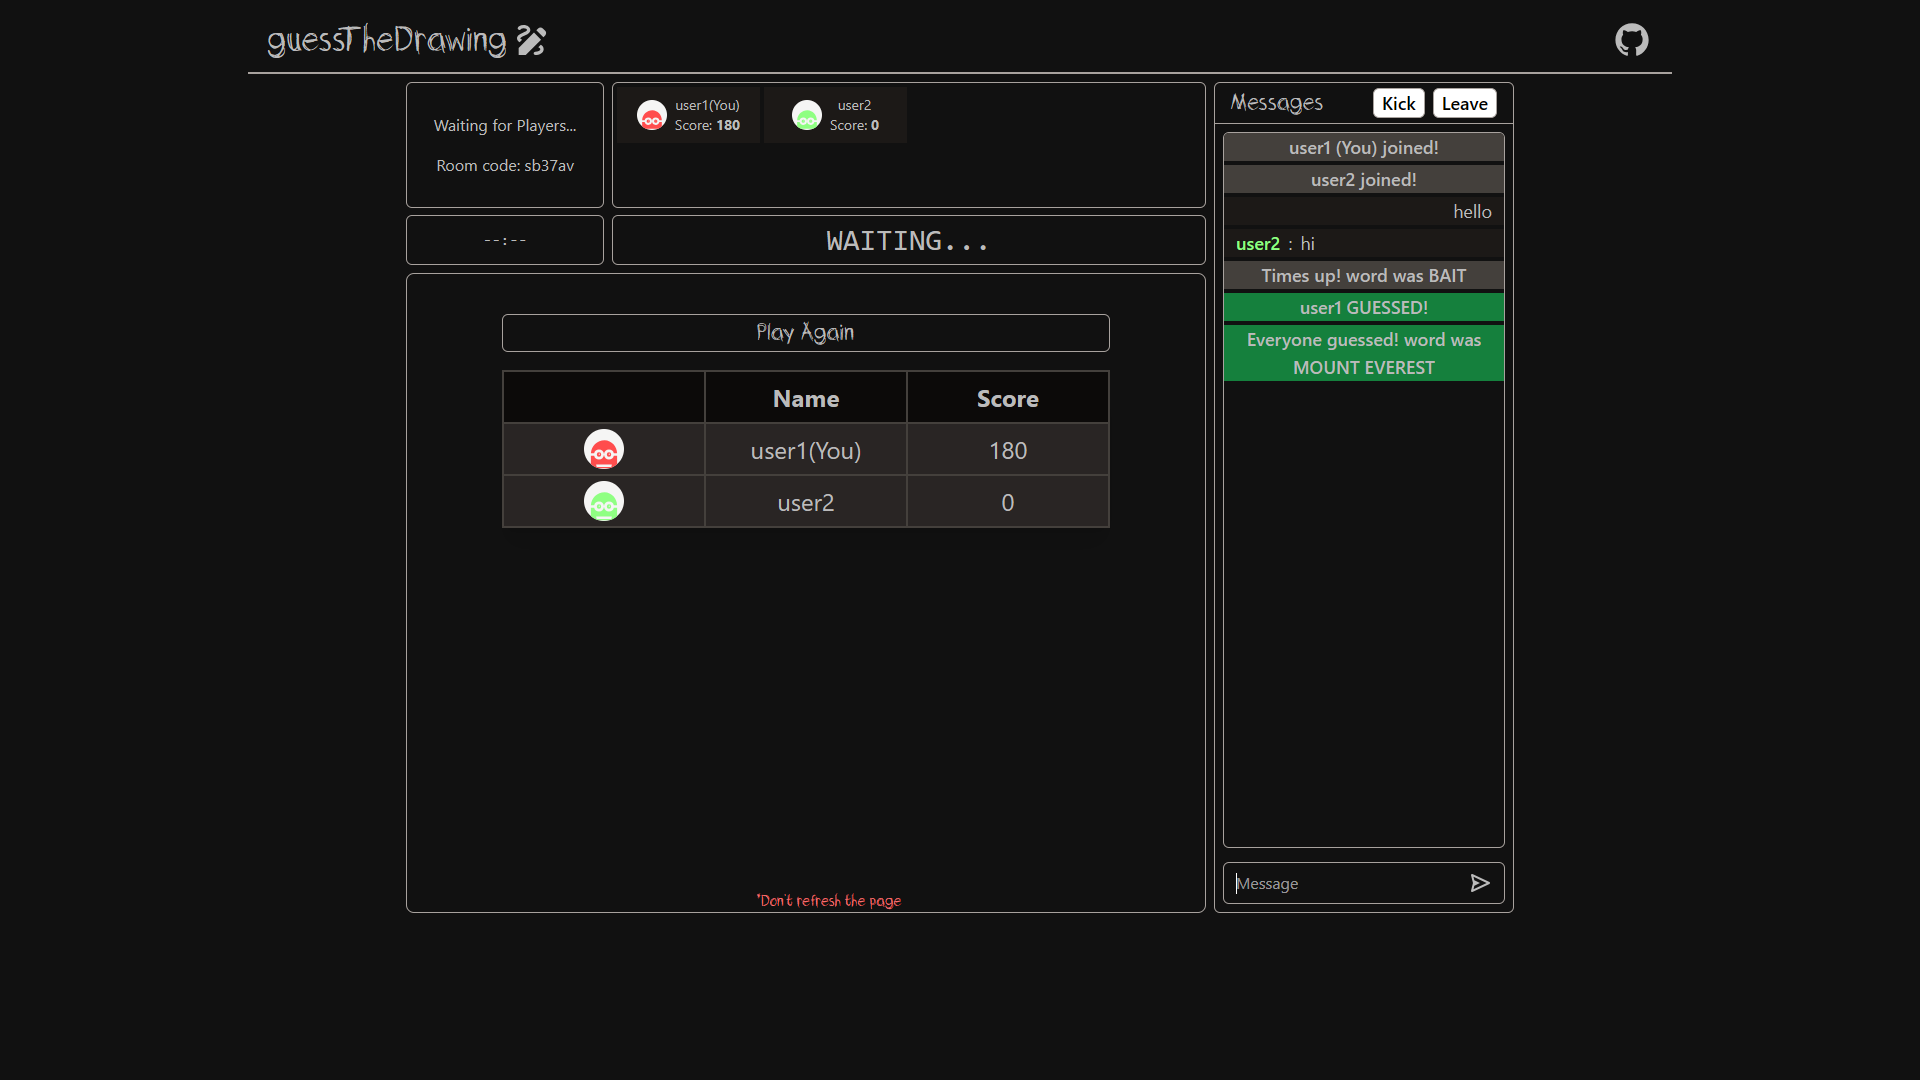 guessTheDrawing
Waiting for Players...
Room code: sb37av
user1(You)
Score: 180
user2
Score: 0
--:--
WAITING...
Play Again
Name Score
user1(You) 180
user2 0
*Don't refresh the page
Messages Kick Leave
user1 (You) joined!
user2 joined!
hello
user2 : hi
Times up! word was BAIT
user1 GUESSED!
Everyone guessed! word was
MOUNT EVEREST
Message